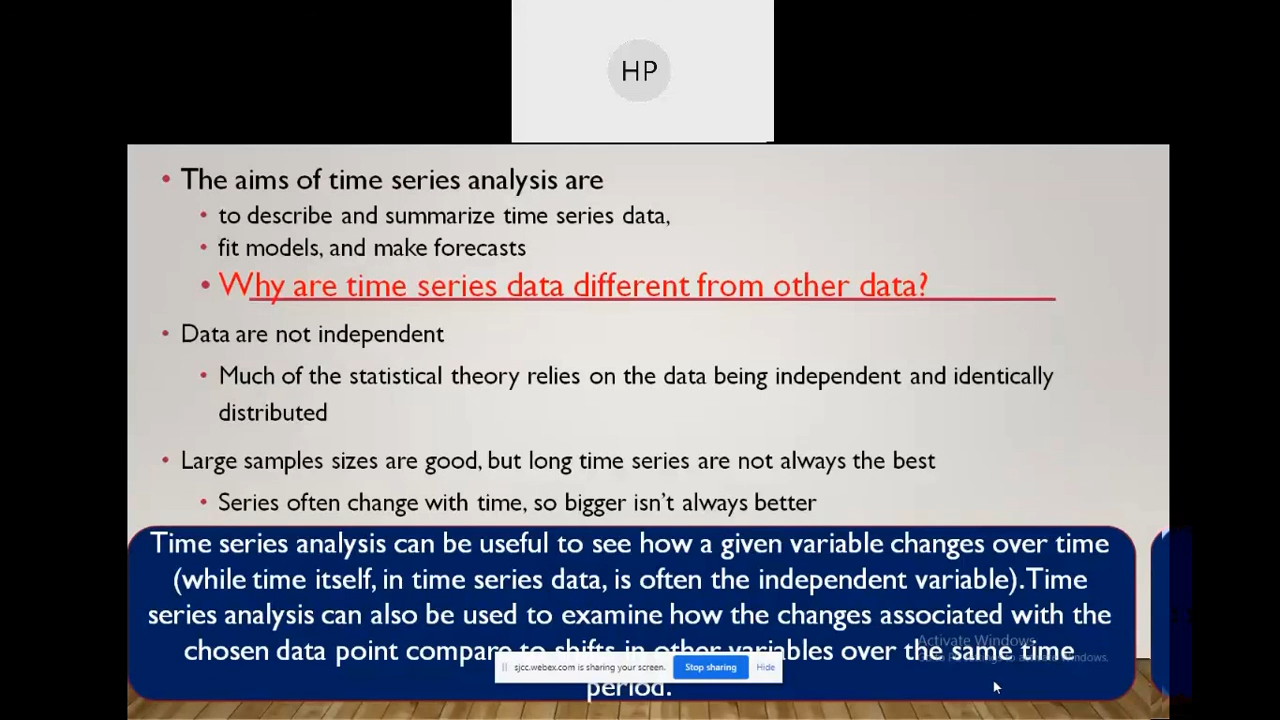 HP
• The aims of time series analysis are
• to describe and summarize time series data,
• fit models, and make forecasts
• Why are time series data different from other data?
• Data are not independent
• Much of the statistical theory relies on the data being independent and identically
distributed
• Large samples sizes are good, but long time series are not always the best
• Series often change with time, so bigger isn't always better
Time series analysis can be useful to see how a given variable changes over time
(while time itself, in time series data, is often the independent variable).Time
series analysis can also be used to examine how the changes associated with the
chosen data point compare to shifts in other variables over the same time
period.
Activate Windows
sjcc.webex.com is sharing your screen. Stop sharing Hide